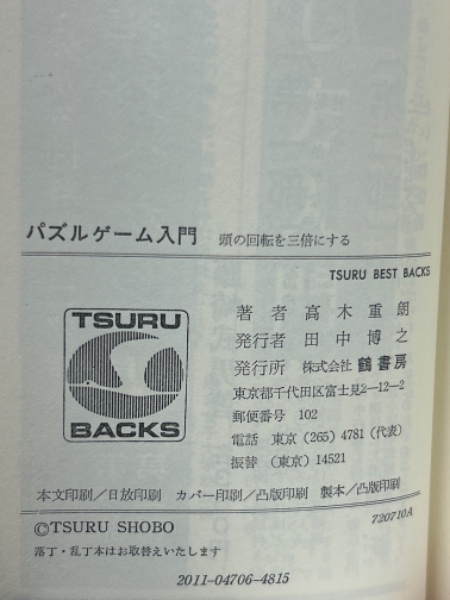 パズルゲーム入門 頭の回転を三倍にする
TSURU BEST BACKS
TSURU
BACKS
著者 高木重朗
発行者 田中博之
発行所 株式会社 鶴書房
東京都千代田区富士見2—12—2
郵便番号 102
電話 東京 (265) 4781 (代表)
振替 (東京) 14521
本文印刷/日放印刷 カバー印刷/凸版印刷 製本/凸版印刷
720710A
©TSURU SHOBO
落丁・乱丁本はお取替えいたします
2011-04706-4815